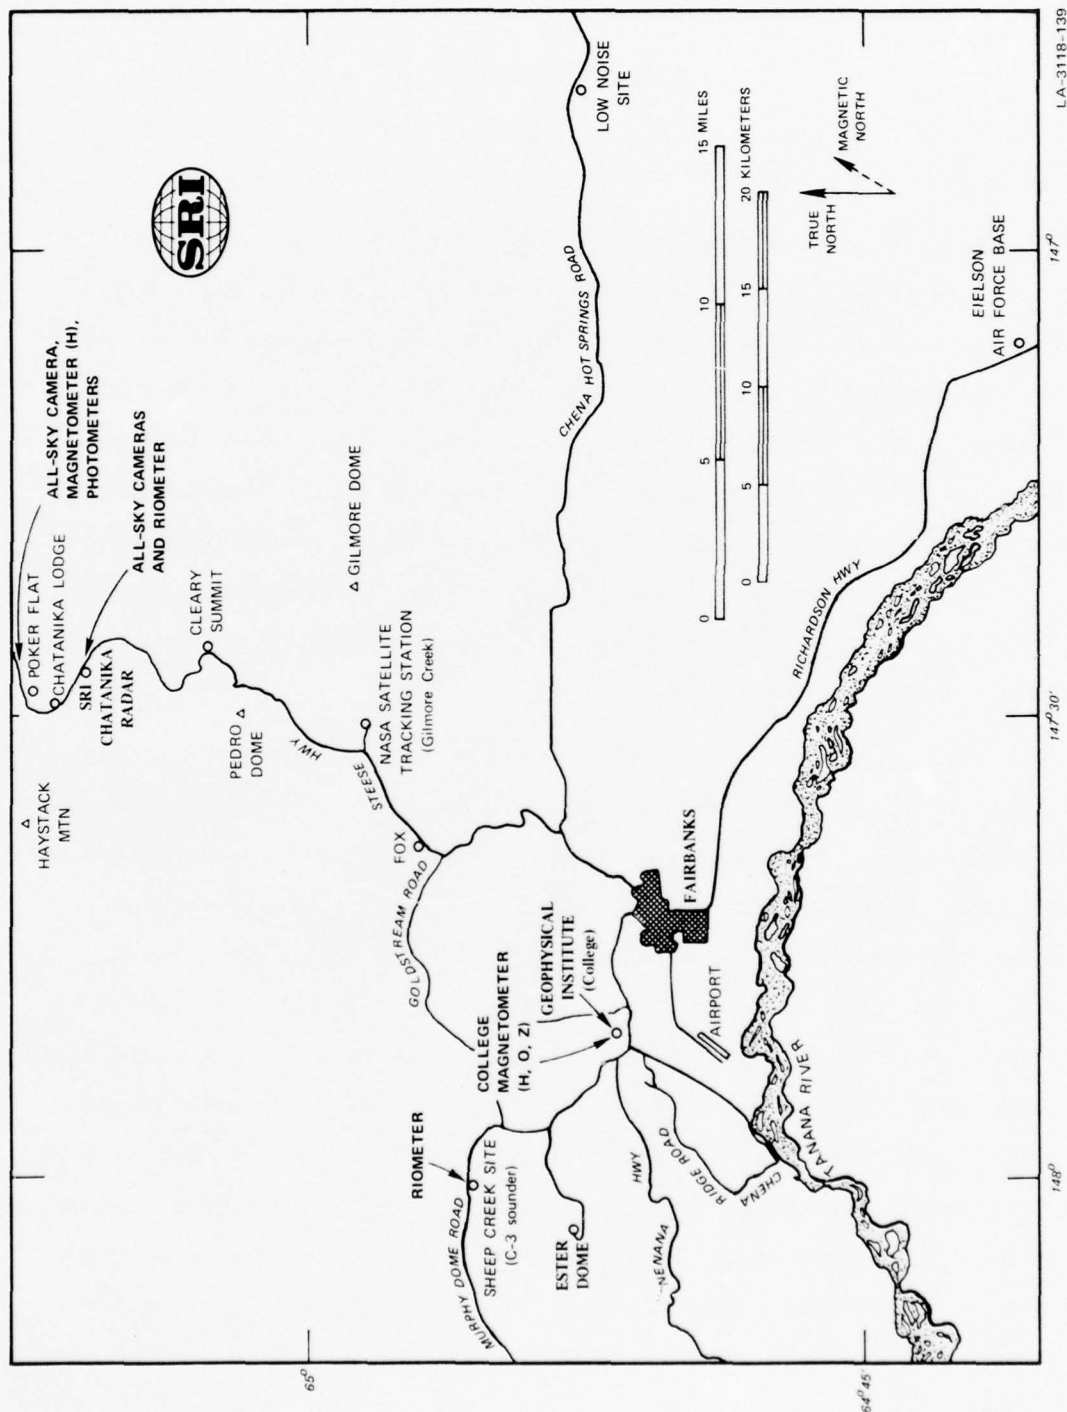 ALL-SKY CAMERA,
MAGNETOMETER (H),
PHOTOMETERS
POKER FLAT
CHATANIKA LODGE
ALL-SKY CAMERAS
AND RIOMETER
SRI
CHATANIKA
RADAR
HAYSTACK
MTN
CLEARY
SUMMIT
PEDRO
DOME
SRI
HWY
STEESE
NASA SATELLITE
TRACKING STATION
(Gilmore Creek)
GILMORE DOME
FOX
GOLDSTREAM ROAD
65°
RIOMETER
MURPHY DOME ROAD
SHEEP CREEK SITE
(C-3 sounder)
COLLEGE
MAGNETOMETER
(H, O, Z)
GEOPHYSICAL
INSTITUTE
(College)
ESTER
DOME
CHENA HOT SPRINGS ROAD
LOW NOISE
SITE
FAIRBANKS
AIRPORT
NENANA
HWY
CHENA
RIDGE ROAD
TANANA RIVER
RICHARDSON HWY
0 5 10 15 MILES
0 5 10 15 20 KILOMETERS
TRUE
NORTH
MAGNETIC
NORTH
EIELSON
AIR FORCE BASE
64° 45'
148°
147° 30'
147°
LA-3118-139